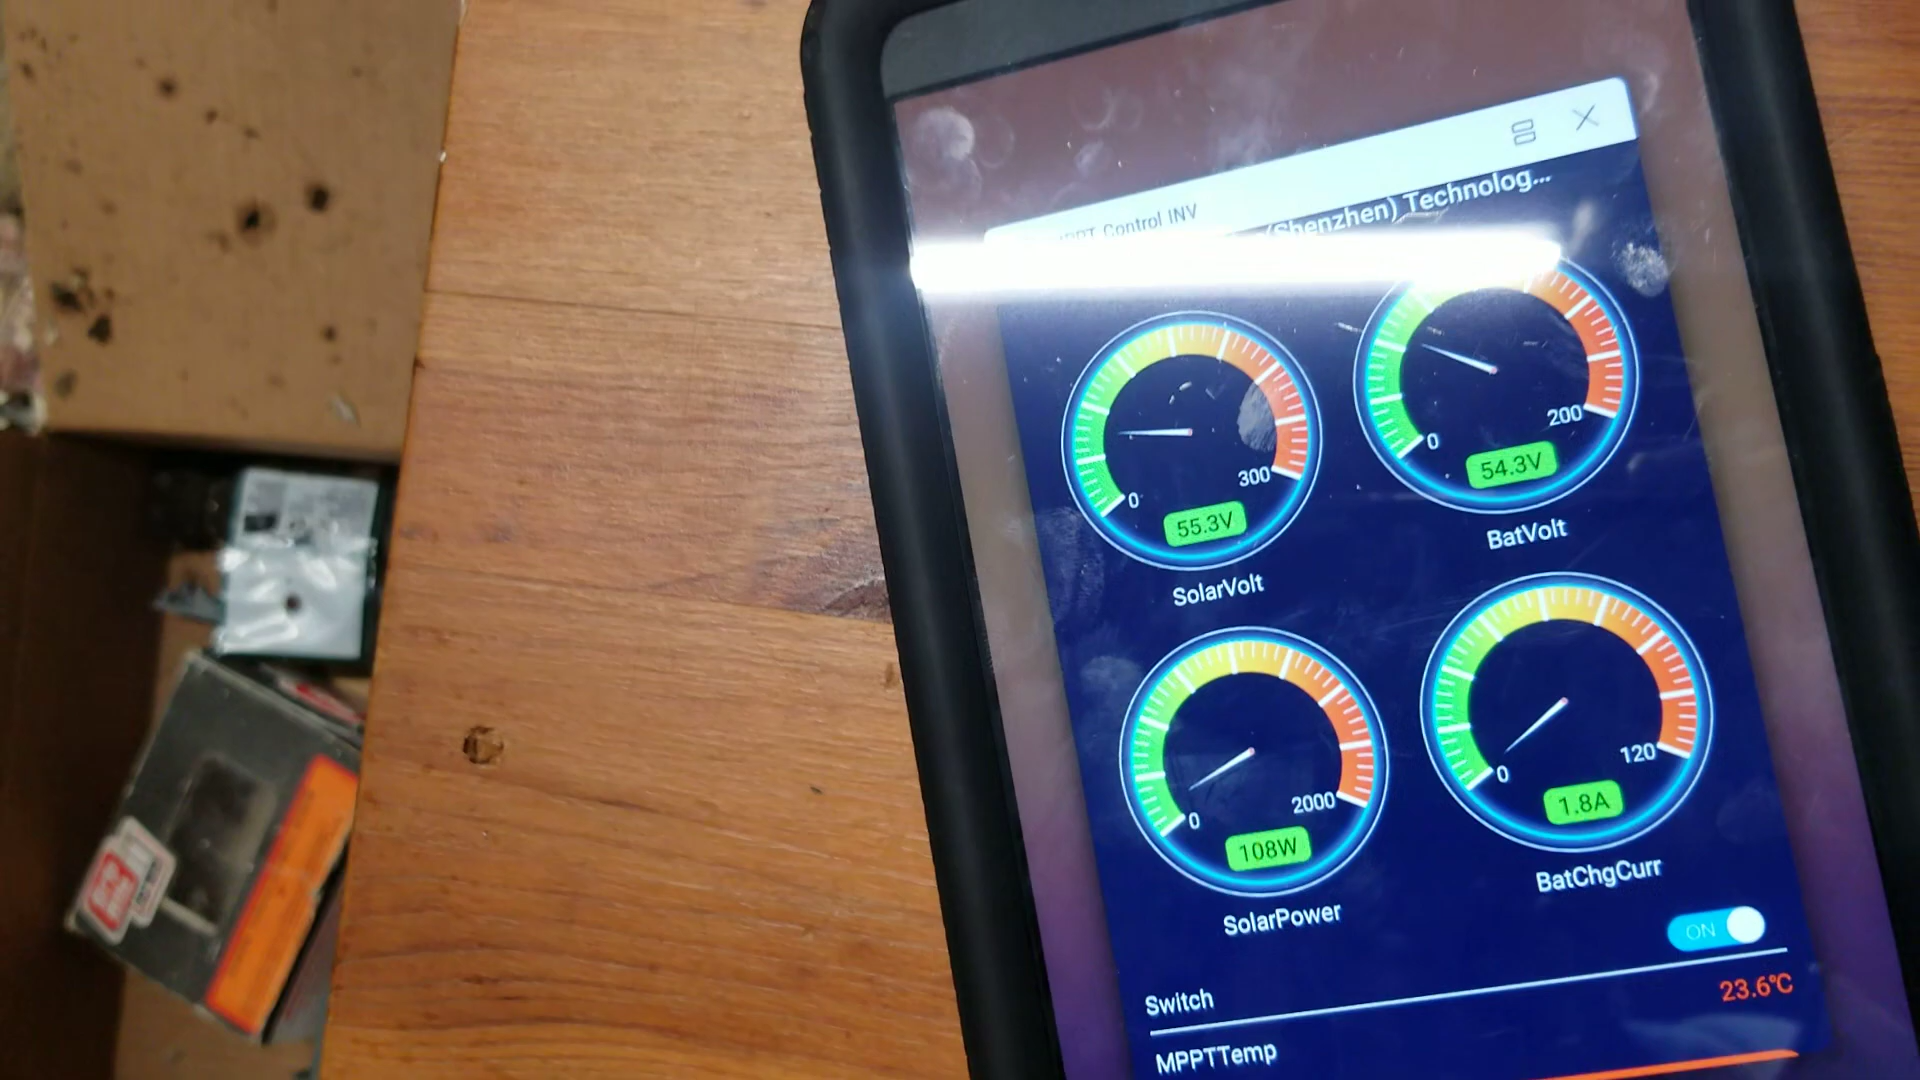 Control INV
(Shenzhen) Technolog...
0
300
55.3V
SolarVolt
0
200
54.3V
BatVolt
0
2000
108W
SolarPower
0
120
1.8A
BatChgCurr
ON
Switch
23.6°C
MPPTTemp